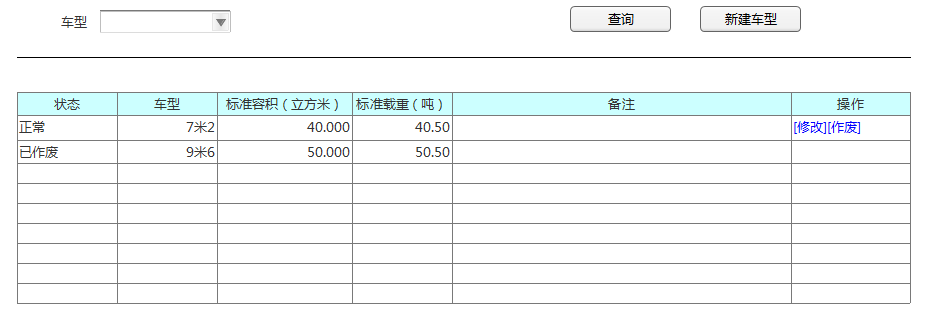 车型 查询 新建车型
状态 车型 标准容积（立方米） 标准载重（吨） 备注 操作
正常 7米2 40.000 40.50 [修改][作废]
已作废 9米6 50.000 50.50